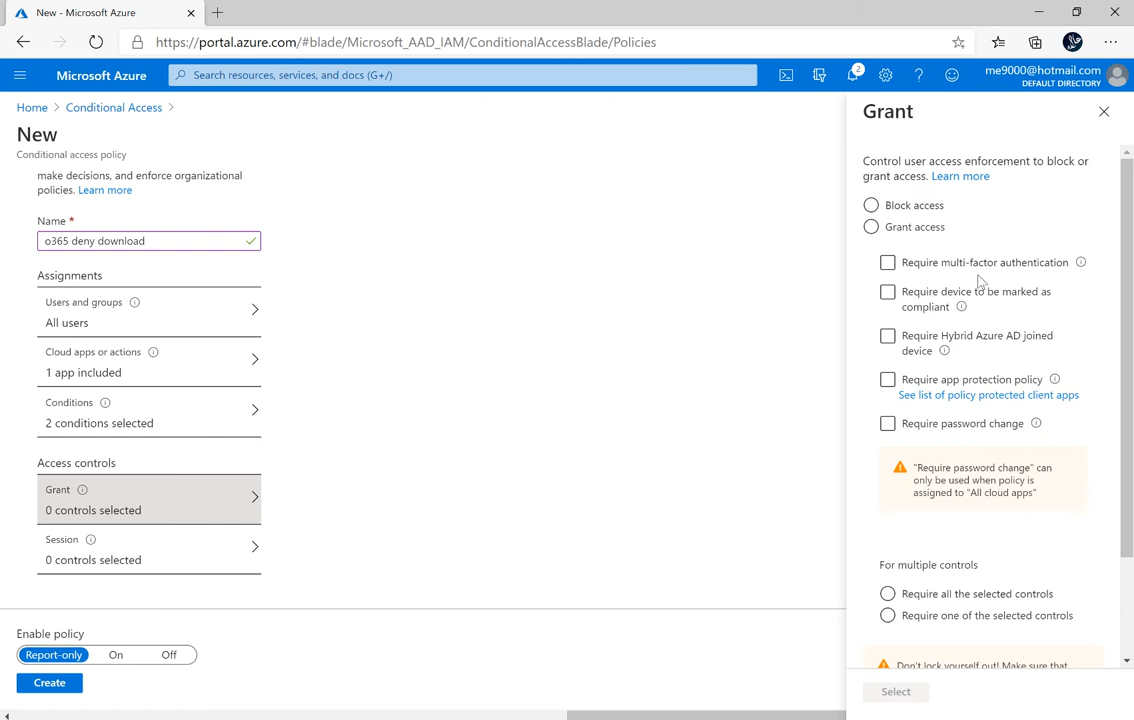 New - Microsoft Azure
https://portal.azure.com/#blade/Microsoft_AAD_IAM/ConditionalAccessBlade/Policies
Microsoft Azure
Search resources, services, and docs (G+/)
2
me9000@hotmail.com
DEFAULT DIRECTORY
Home > Conditional Access >
New
Conditional access policy
make decisions, and enforce organizational
policies. Learn more
Name *
o365 deny download
Assignments
Users and groups
All users
Cloud apps or actions
1 app included
Conditions
2 conditions selected
Access controls
Grant
0 controls selected
Session
0 controls selected
Enable policy
Report-only On Off
Create
Grant
Control user access enforcement to block or
grant access. Learn more
Block access
Grant access
Require multi-factor authentication
Require device to be marked as
compliant
Require Hybrid Azure AD joined
device
Require app protection policy
See list of policy protected client apps
Require password change
"Require password change" can
only be used when policy is
assigned to "All cloud apps"
For multiple controls
Require all the selected controls
Require one of the selected controls
Don't lock yourself out! Make sure that
Select